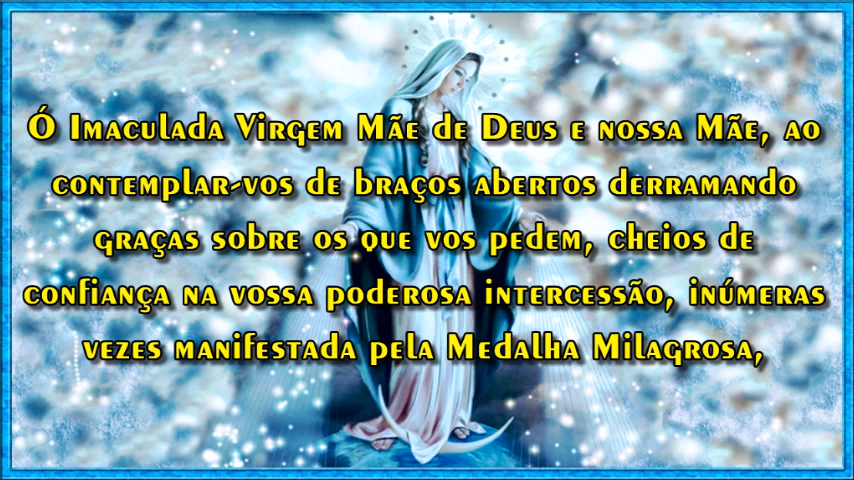 Ó Imaculada Virgem Mãe de Deus e nossa Mãe, ao
contemplar-vos de braços abertos derramando
graças sobre os que vos pedem, cheios de
confiança na vossa poderosa intercessão, inúmeras
vezes manifestada pela Medalha Milagrosa,